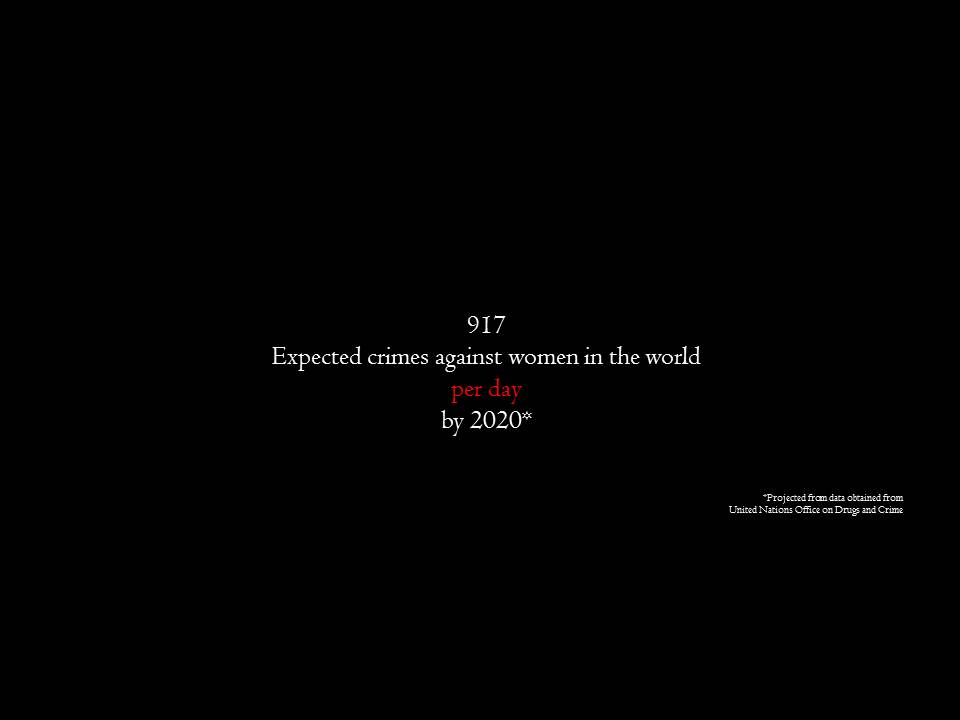 917
Expected crimes against women in the world
per day
by 2020*
*Projected from data obtained from
United Nations Office on Drugs and Crime